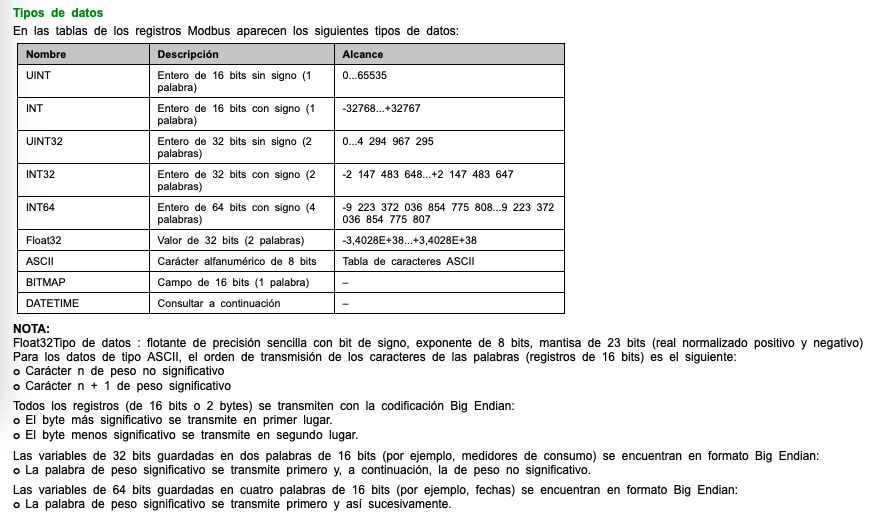 Tipos de datos
En las tablas de los registros Modbus aparecen los siguientes tipos de datos:
Nombre Descripción Alcance
UINT Entero de 16 bits sin signo (1 palabra) 0...65535
INT Entero de 16 bits con signo (1 palabra) -32768...+32767
UINT32 Entero de 32 bits sin signo (2 palabras) 0...4 294 967 295
INT32 Entero de 32 bits con signo (2 palabras) -2 147 483 648...+2 147 483 647
INT64 Entero de 64 bits con signo (4 palabras) -9 223 372 036 854 775 808...9 223 372 036 854 775 807
Float32 Valor de 32 bits (2 palabras) -3,4028E+38...+3,4028E+38
ASCII Carácter alfanumérico de 8 bits Tabla de caracteres ASCII
BITMAP Campo de 16 bits (1 palabra) –
DATETIME Consultar a continuación –
NOTA:
Float32Tipo de datos : flotante de precisión sencilla con bit de signo, exponente de 8 bits, mantisa de 23 bits (real normalizado positivo y negativo)
Para los datos de tipo ASCII, el orden de transmisión de los caracteres de las palabras (registros de 16 bits) es el siguiente:
o Carácter n de peso no significativo
o Carácter n + 1 de peso significativo
Todos los registros (de 16 bits o 2 bytes) se transmiten con la codificación Big Endian:
o El byte más significativo se transmite en primer lugar.
o El byte menos significativo se transmite en segundo lugar.
Las variables de 32 bits guardadas en dos palabras de 16 bits (por ejemplo, medidores de consumo) se encuentran en formato Big Endian:
o La palabra de peso significativo se transmite primero y, a continuación, la de peso no significativo.
Las variables de 64 bits guardadas en cuatro palabras de 16 bits (por ejemplo, fechas) se encuentran en formato Big Endian:
o La palabra de peso significativo se transmite primero y así sucesivamente.